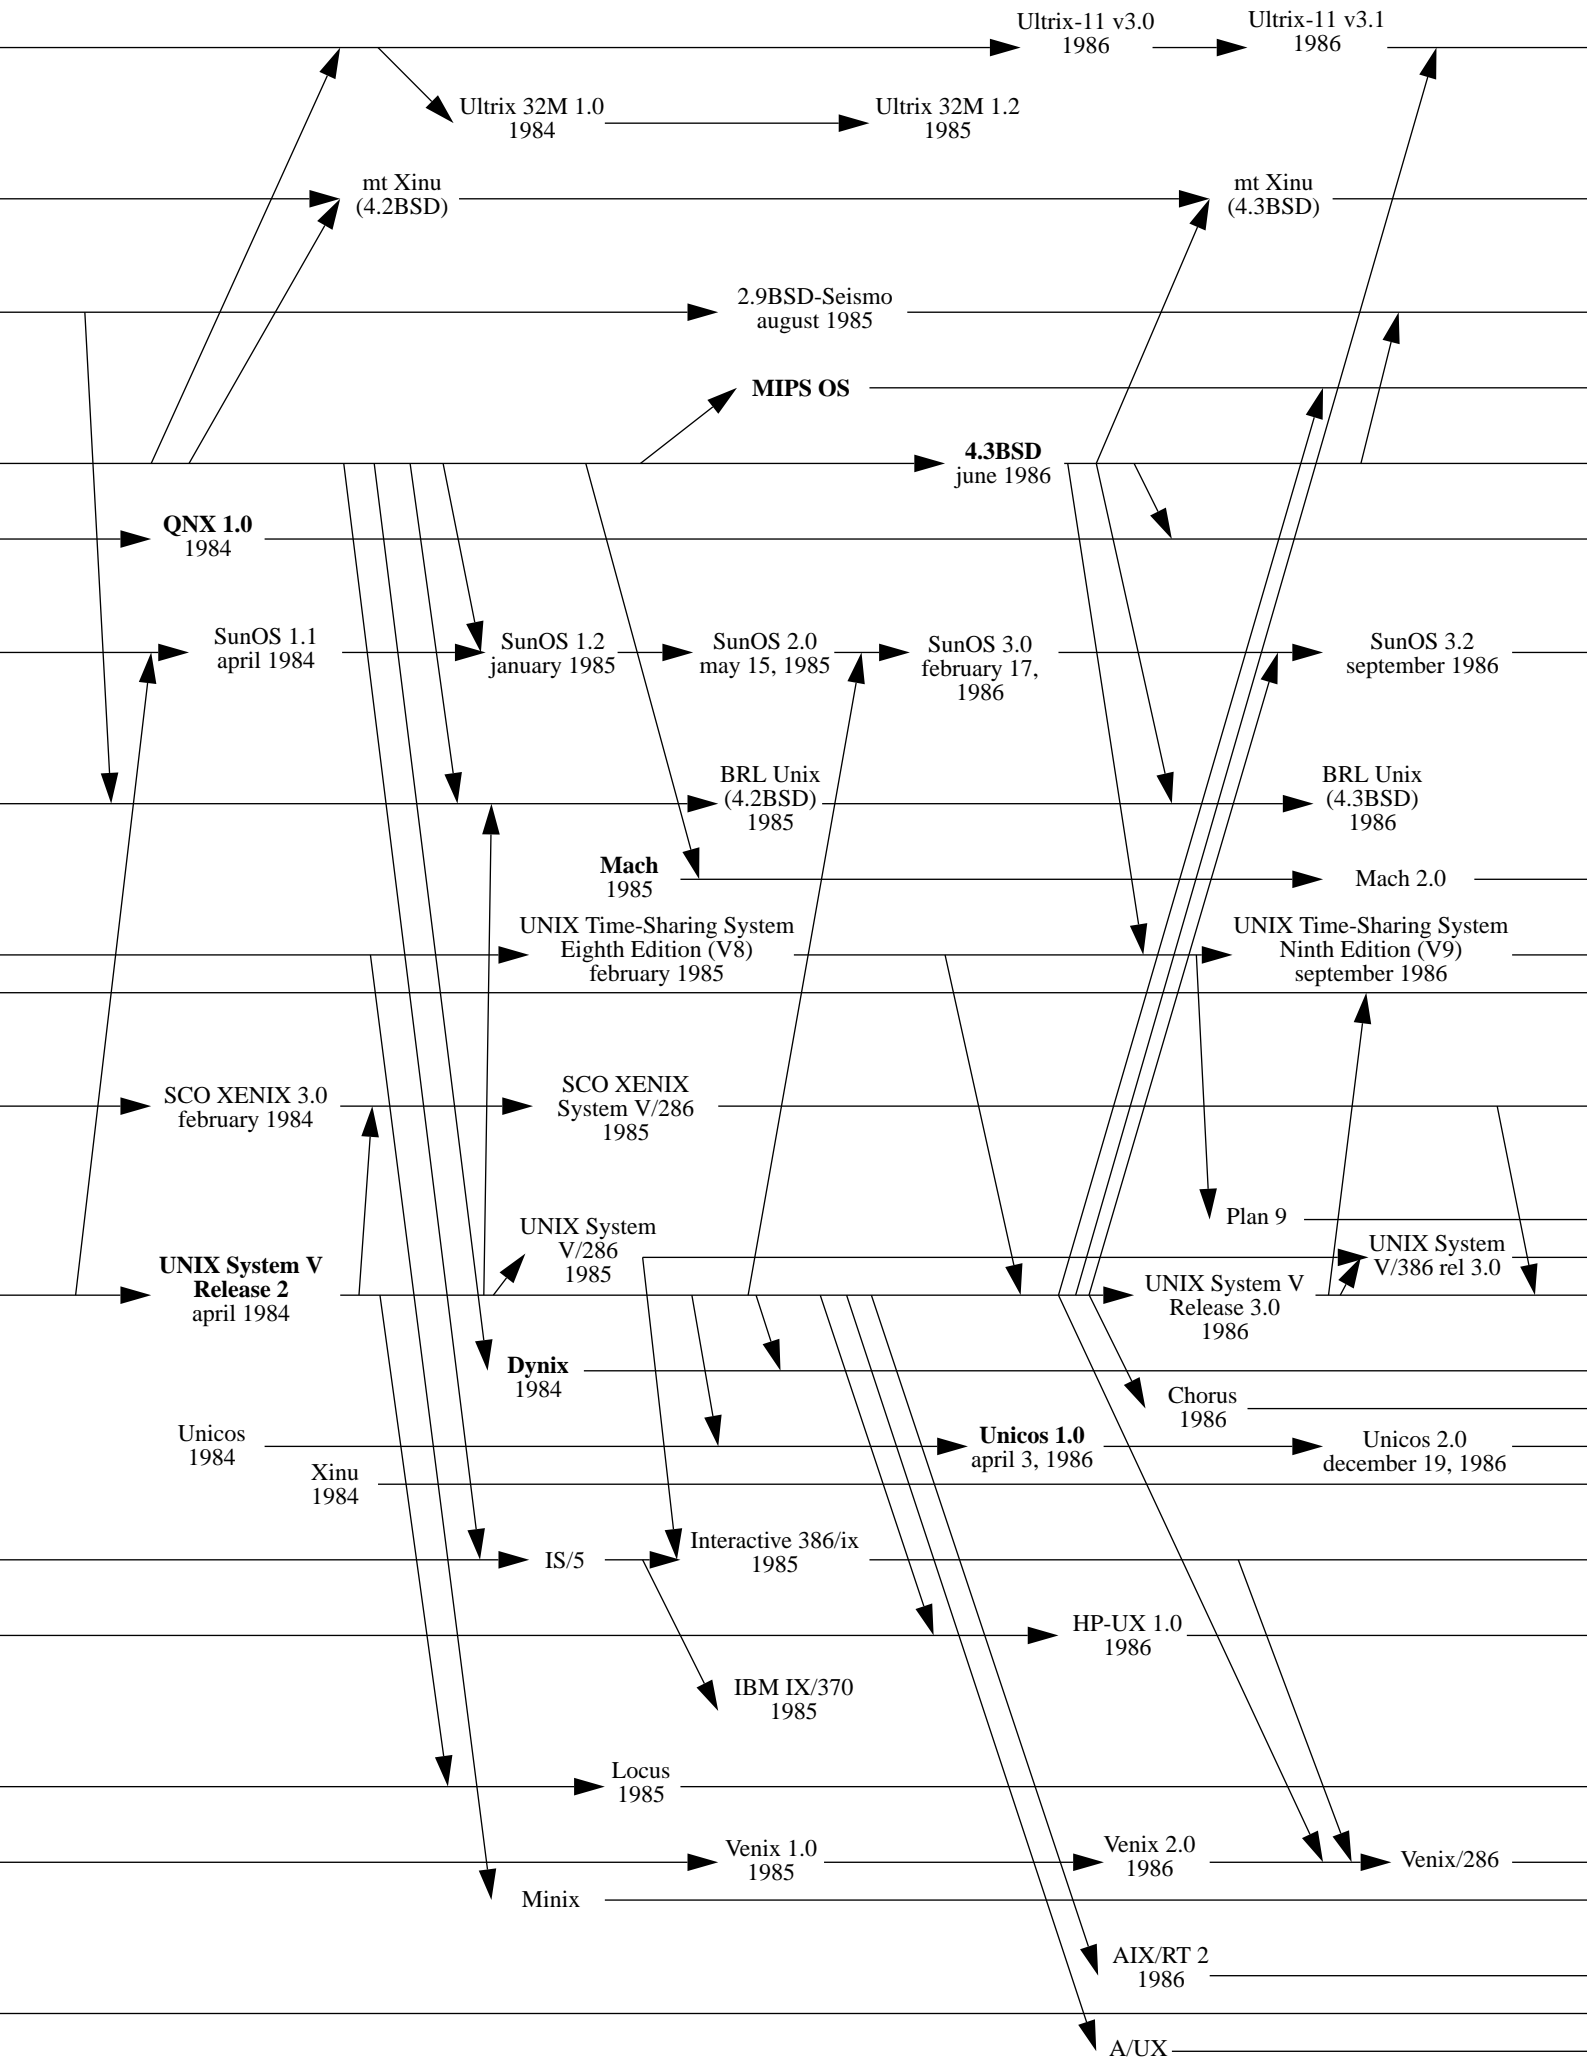 Ultrix-11 v3.0
1986
Ultrix-11 v3.1
1986
Ultrix 32M 1.0
1984
Ultrix 32M 1.2
1985
mt Xinu
(4.2BSD)
mt Xinu
(4.3BSD)
2.9BSD-Seismo
august 1985
MIPS OS
4.3BSD
june 1986
QNX 1.0
1984
SunOS 1.1
april 1984
SunOS 1.2
january 1985
SunOS 2.0
may 15, 1985
SunOS 3.0
february 17,
1986
SunOS 3.2
september 1986
BRL Unix
(4.2BSD)
1985
BRL Unix
(4.3BSD)
1986
Mach
1985
Mach 2.0
UNIX Time-Sharing System
Eighth Edition (V8)
february 1985
UNIX Time-Sharing System
Ninth Edition (V9)
september 1986
SCO XENIX 3.0
february 1984
SCO XENIX
System V/286
1985
Plan 9
UNIX System
V/286
1985
UNIX System
V/386 rel 3.0
UNIX System V
Release 2
april 1984
UNIX System V
Release 3.0
1986
Dynix
1984
Chorus
1986
Unicos
1984
Unicos 1.0
april 3, 1986
Unicos 2.0
december 19, 1986
Xinu
1984
IS/5
Interactive 386/ix
1985
HP-UX 1.0
1986
IBM IX/370
1985
Locus
1985
Venix 1.0
1985
Venix 2.0
1986
Venix/286
Minix
AIX/RT 2
1986
A/UX